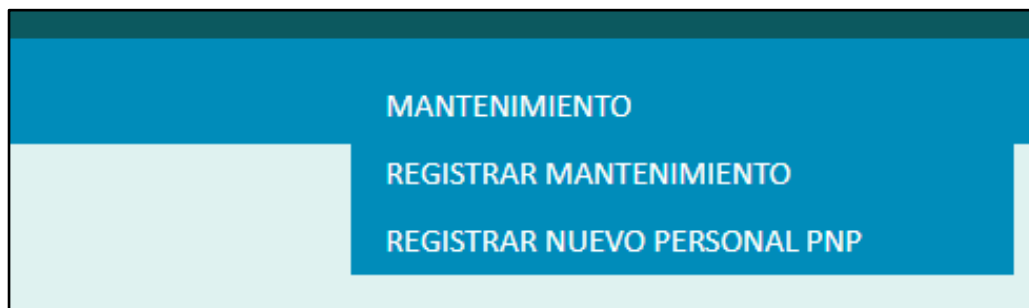 MANTENIMIENTO
REGISTRAR MANTENIMIENTO
REGISTRAR NUEVO PERSONAL PNP